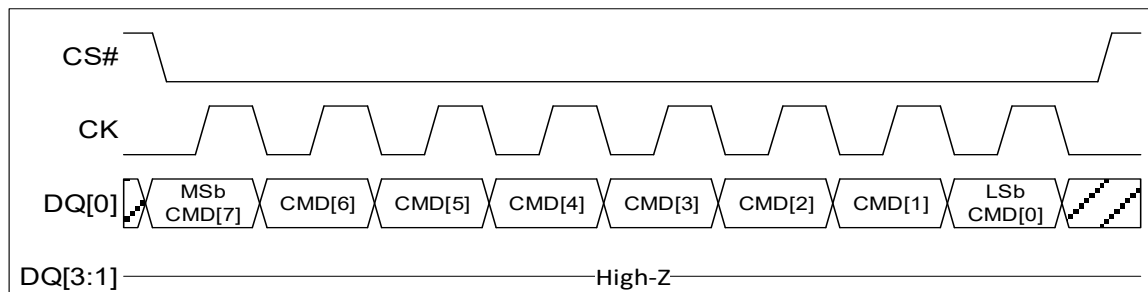 CS#
CK
DQ[0]
MSb
CMD[7]
CMD[6]
CMD[5]
CMD[4]
CMD[3]
CMD[2]
CMD[1]
LSb
CMD[0]
DQ[3:1]
High-Z